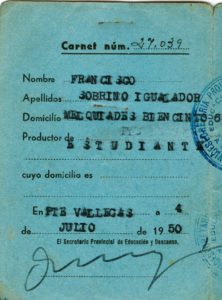 Carnet núm. 27.039
Nombre FRANCISCO
Apellidos SOBRINO IGUALADOR
Domicilio MELQUIADES BIENCINTO 6
Productor de
ESTUDIANTE
cuyo domicilio es
En PTE VALLECAS a 4
de JULIO de 1950
El Secretario Provincial de Educación y Descanso.